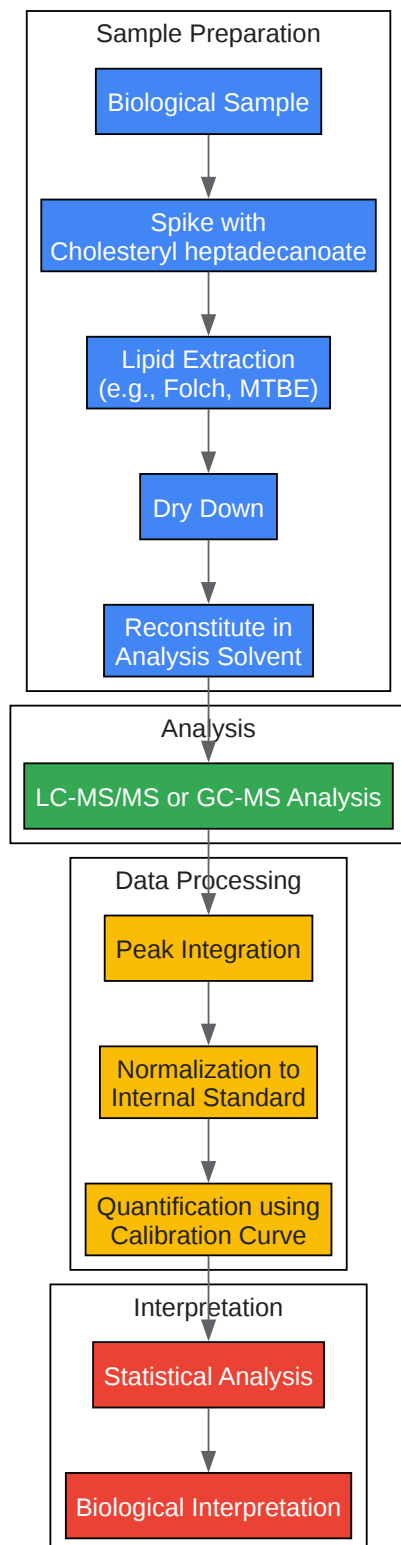 Sample Preparation
Biological Sample
Spike with
Cholesteryl heptadecanoate
Lipid Extraction
(e.g., Folch, MTBE)
Dry Down
Reconstitute in
Analysis Solvent
Analysis
LC-MS/MS or GC-MS Analysis
Data Processing
Peak Integration
Normalization to
Internal Standard
Quantification using
Calibration Curve
Interpretation
Statistical Analysis
Biological Interpretation